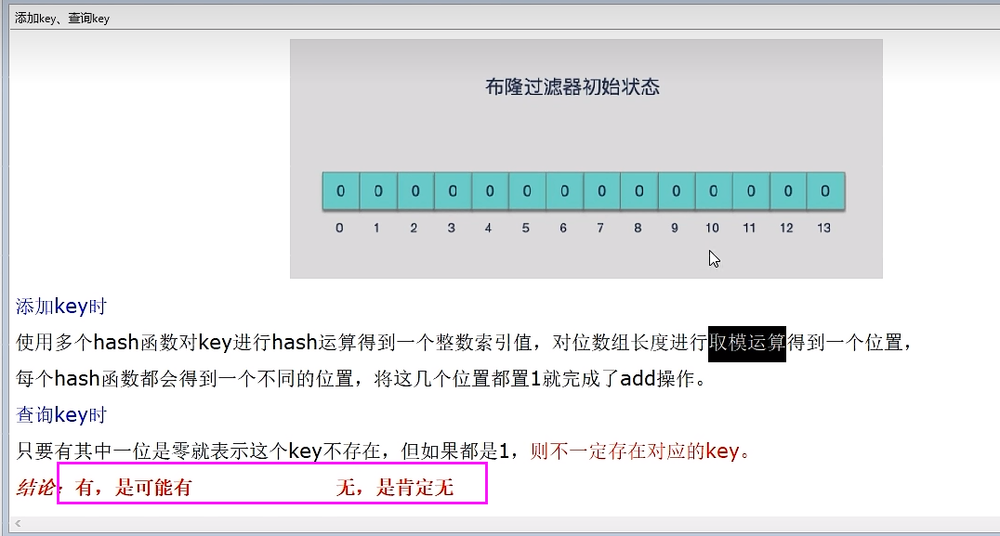 添加key、查询key
布隆过滤器初始状态
0 0 0 0 0 0 0 0 0 0 0 0 0 0
0 1 2 3 4 5 6 7 8 9 10 11 12 13
添加key时
使用多个hash函数对key进行hash运算得到一个整数索引值，对位数组长度进行取模运算得到一个位置，
每个hash函数都会得到一个不同的位置，将这几个位置都置1就完成了add操作。
查询key时
只要有其中一位是零就表示这个key不存在，但如果都是1，则不一定存在对应的key。
结论：有，是可能有 无，是肯定无